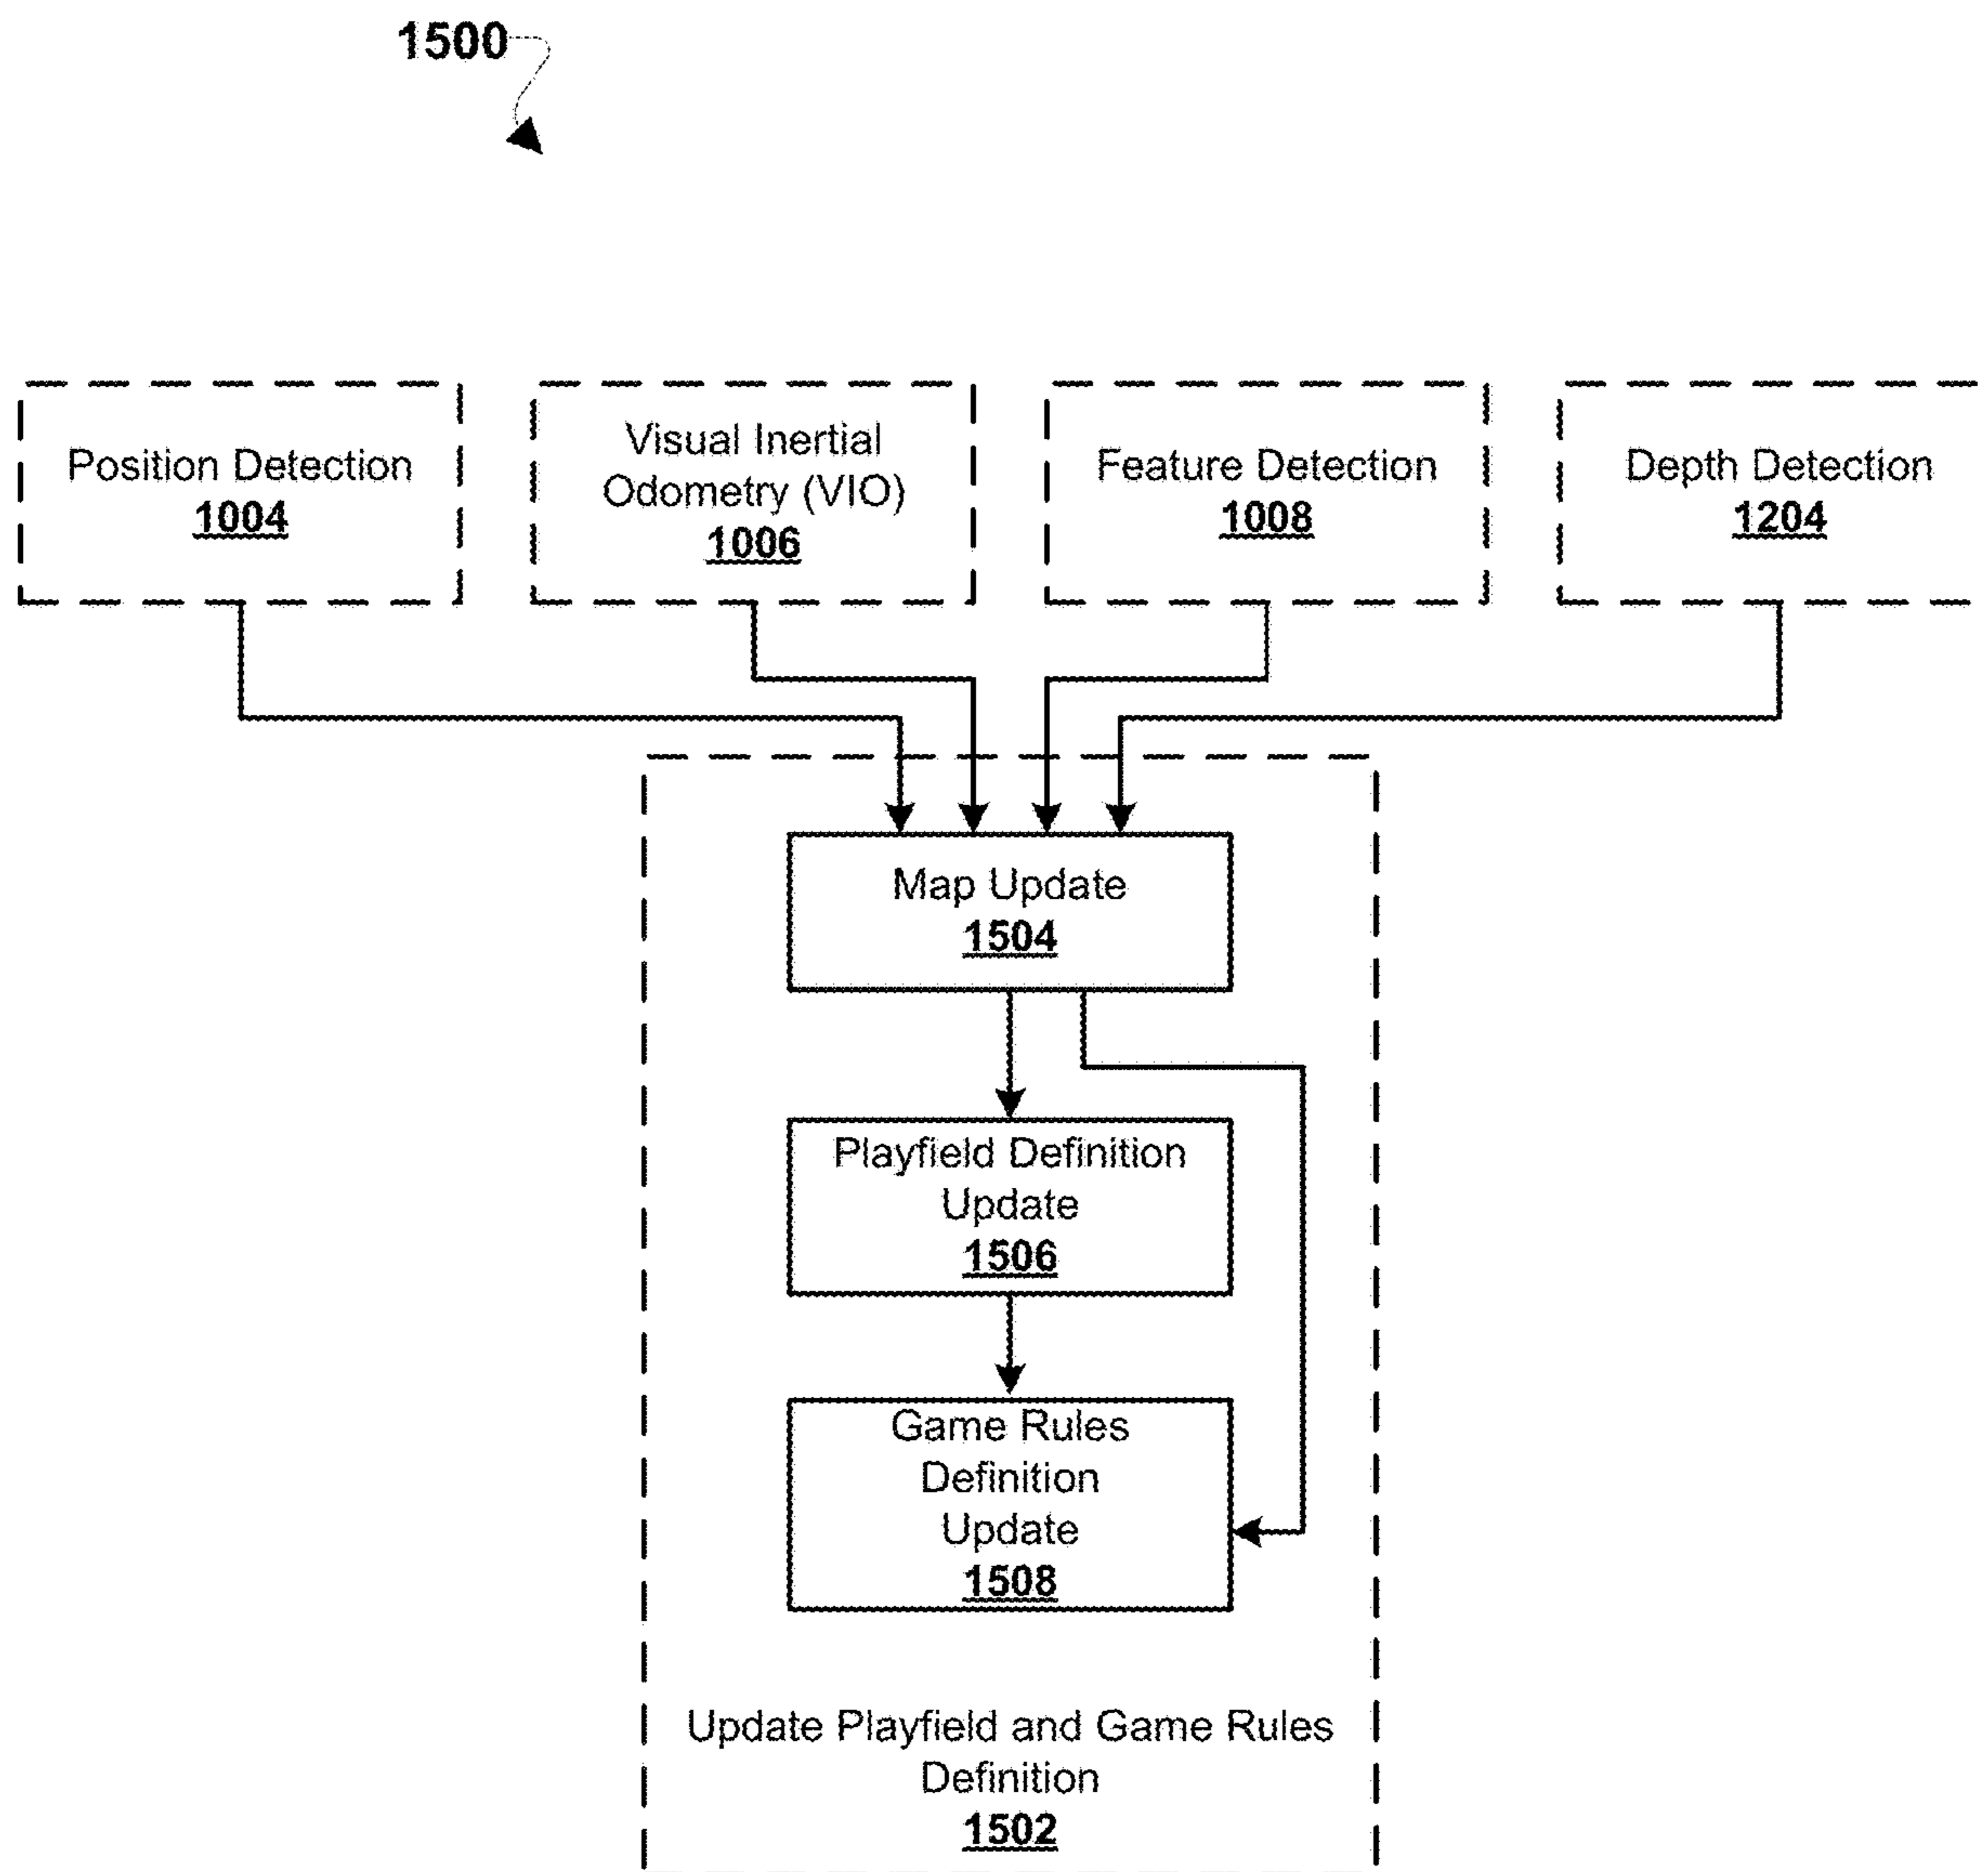 1500
Position Detection
1004
Visual Inertial
Odometry (VIO)
1006
Feature Detection
1008
Depth Detection
1204
Map Update
1504
Playfield Definition
Update
1506
Game Rules
Definition
Update
1508
Update Playfield and Game Rules
Definition
1502